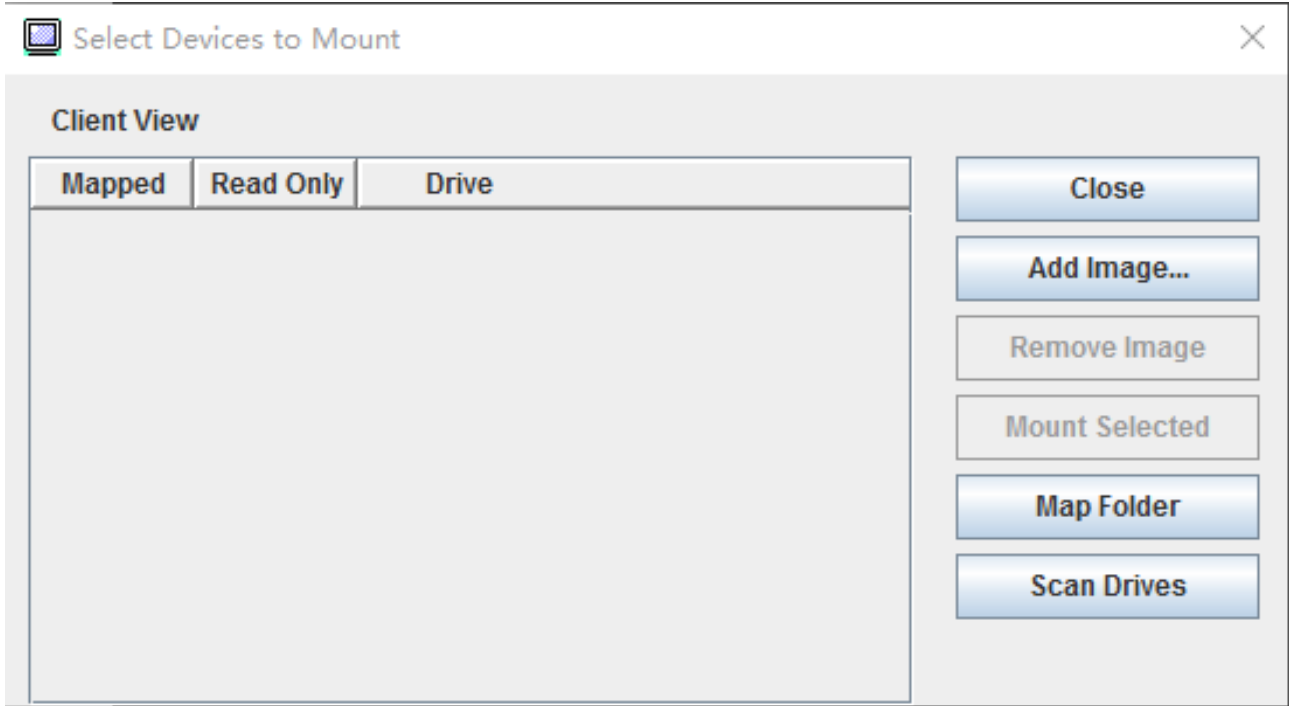 Select Devices to Mount
Client View
Mapped Read Only Drive
Close
Add Image...
Remove Image
Mount Selected
Map Folder
Scan Drives